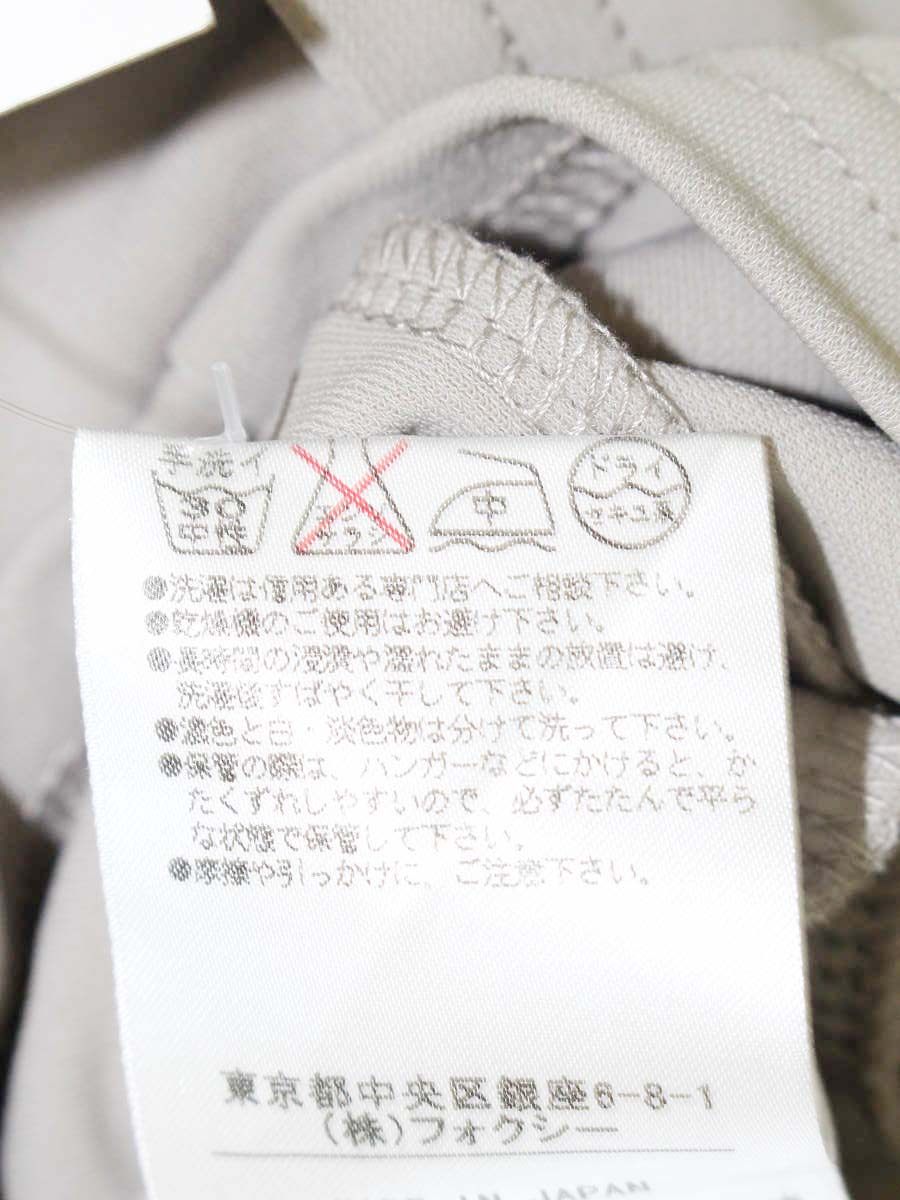 手洗イ
30
中性
エンソ
サラシ
中
ドライ
セキユ系
●洗濯は信用ある専門店へご相談下さい。
●乾燥機のご使用はお避け下さい。
●長時間の浸漬や濡れたままの放置は避け、
洗濯後すばやく干して下さい。
●濃色と白・淡色物は分けて洗って下さい。
●保管の際は、ハンガーなどにかけると、か
たくずれしやすいので、必ずたたんで平ら
な状態で保管して下さい。
●摩擦や引っかけに、ご注意下さい。
東京都中央区銀座6-8-1
(株)フォクシー
MADE IN JAPAN